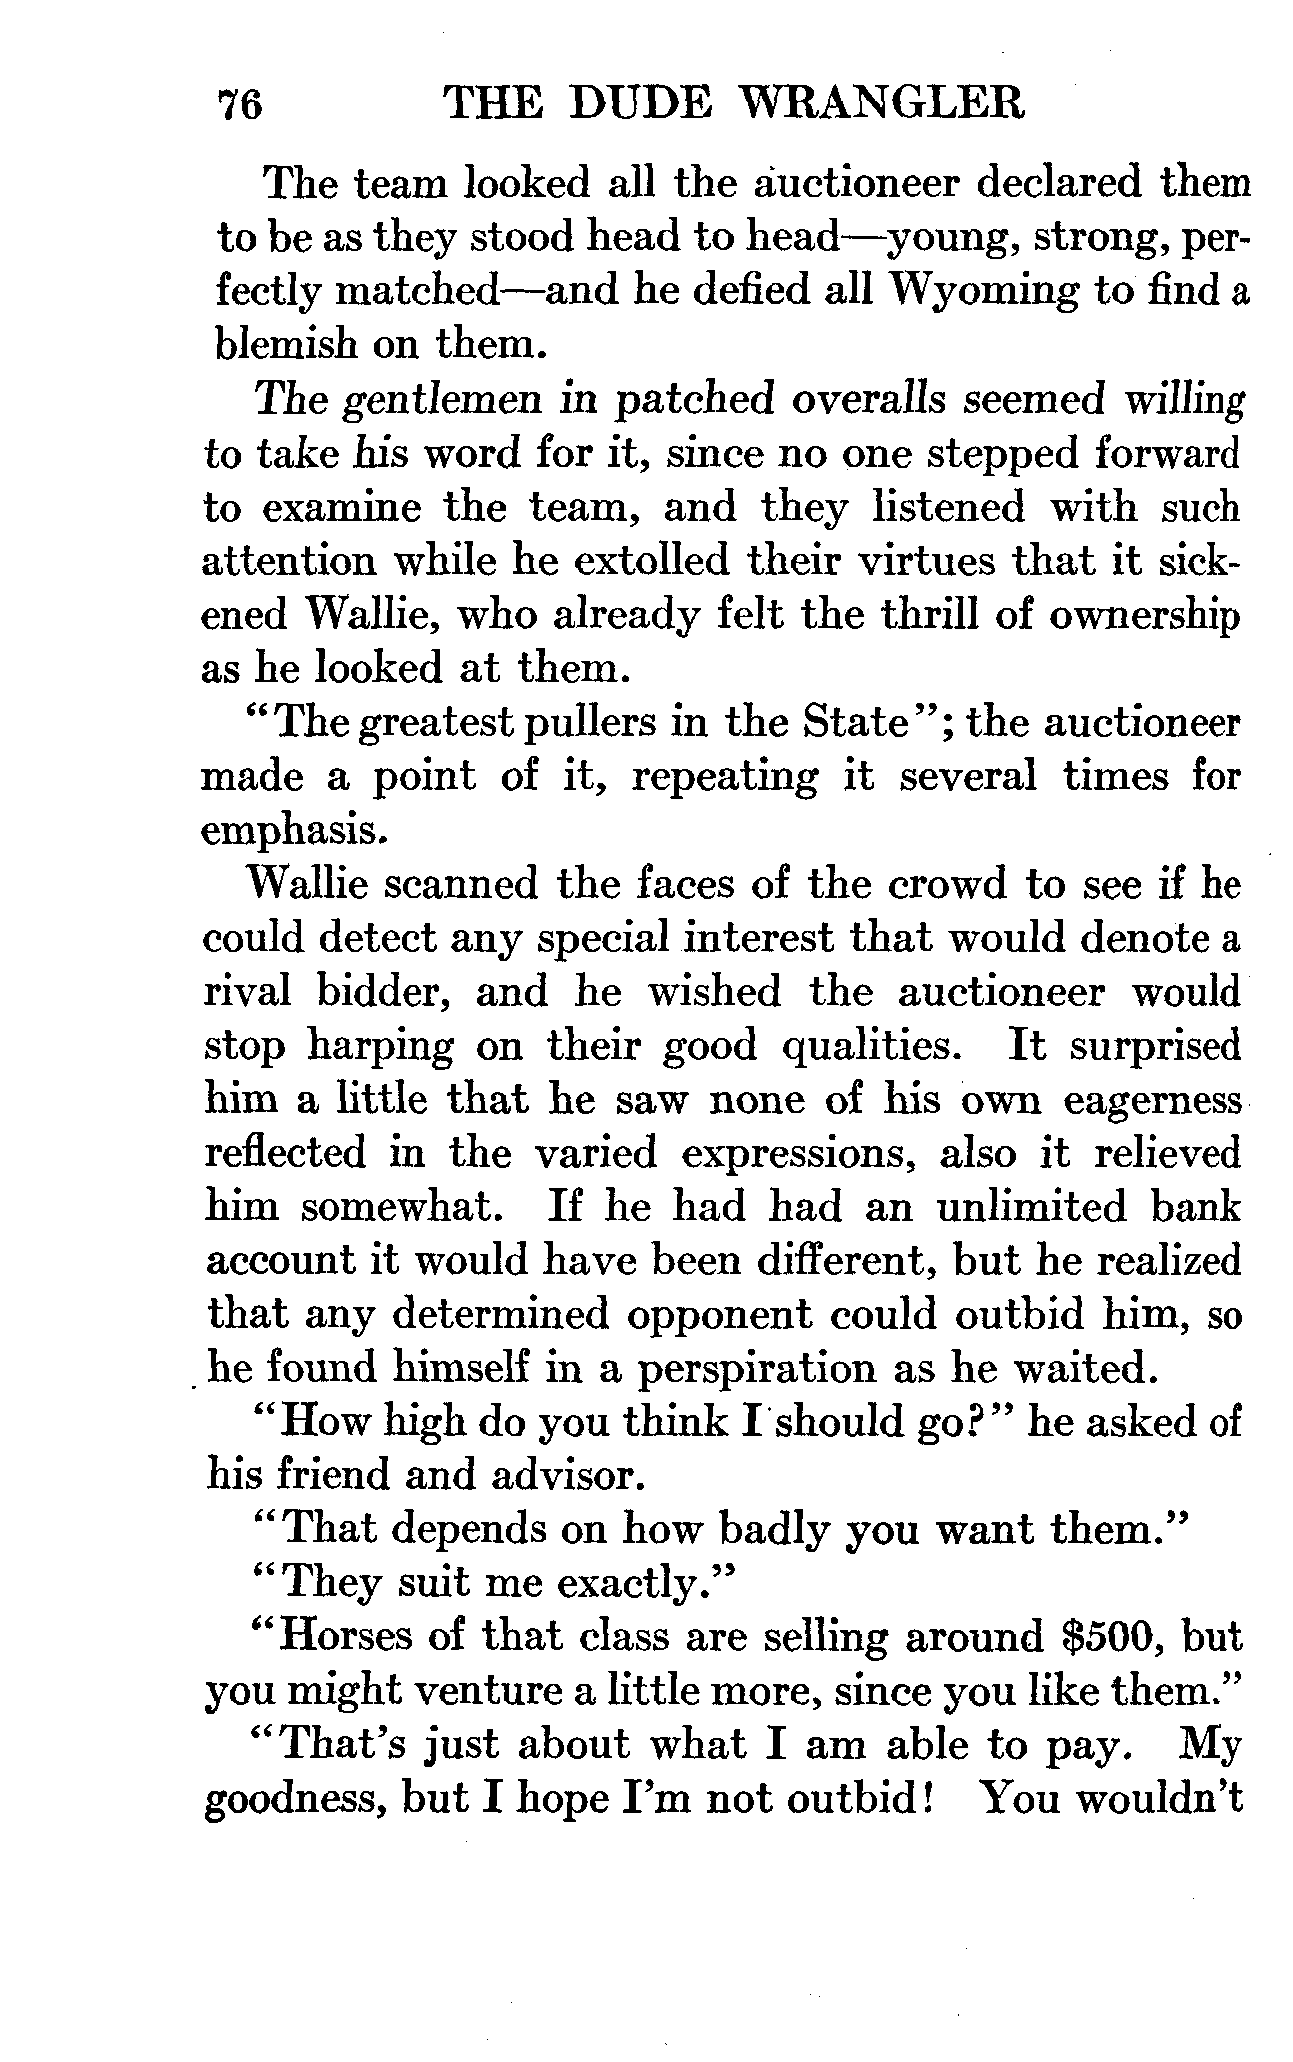 76 THE DUDE WRANGLER
The team looked all the auctioneer declared them
to be as they stood head to head—young, strong, per-
fectly matched—and he defied all Wyoming to find a
blemish on them.
The gentlemen in patched overalls seemed willing
to take his word for it, since no one stepped forward
to examine the team, and they listened with such
attention while he extolled their virtues that it sick-
ened Wallie, who already felt the thrill of ownership
as he looked at them.
“The greatest pullers in the State”; the auctioneer
made a point of it, repeating it several times for
emphasis.
Wallie scanned the faces of the crowd to see if he
could detect any special interest that would denote a
rival bidder, and he wished the auctioneer would
stop harping on their good qualities. It surprised
him a little that he saw none of his own eagerness
reflected in the varied expressions, also it relieved
him somewhat. If he had had an unlimited bank
account it would have been different, but he realized
that any determined opponent could outbid him, so
he found himself in a perspiration as he waited.
“How high do you think I should go?” he asked of
his friend and advisor.
“That depends on how badly you want them.”
“They suit me exactly.”
“Horses of that class are selling around $500, but
you might venture a little more, since you like them.”
“That’s just about what I am able to pay. My
goodness, but I hope I’m not outbid! You wouldn’t